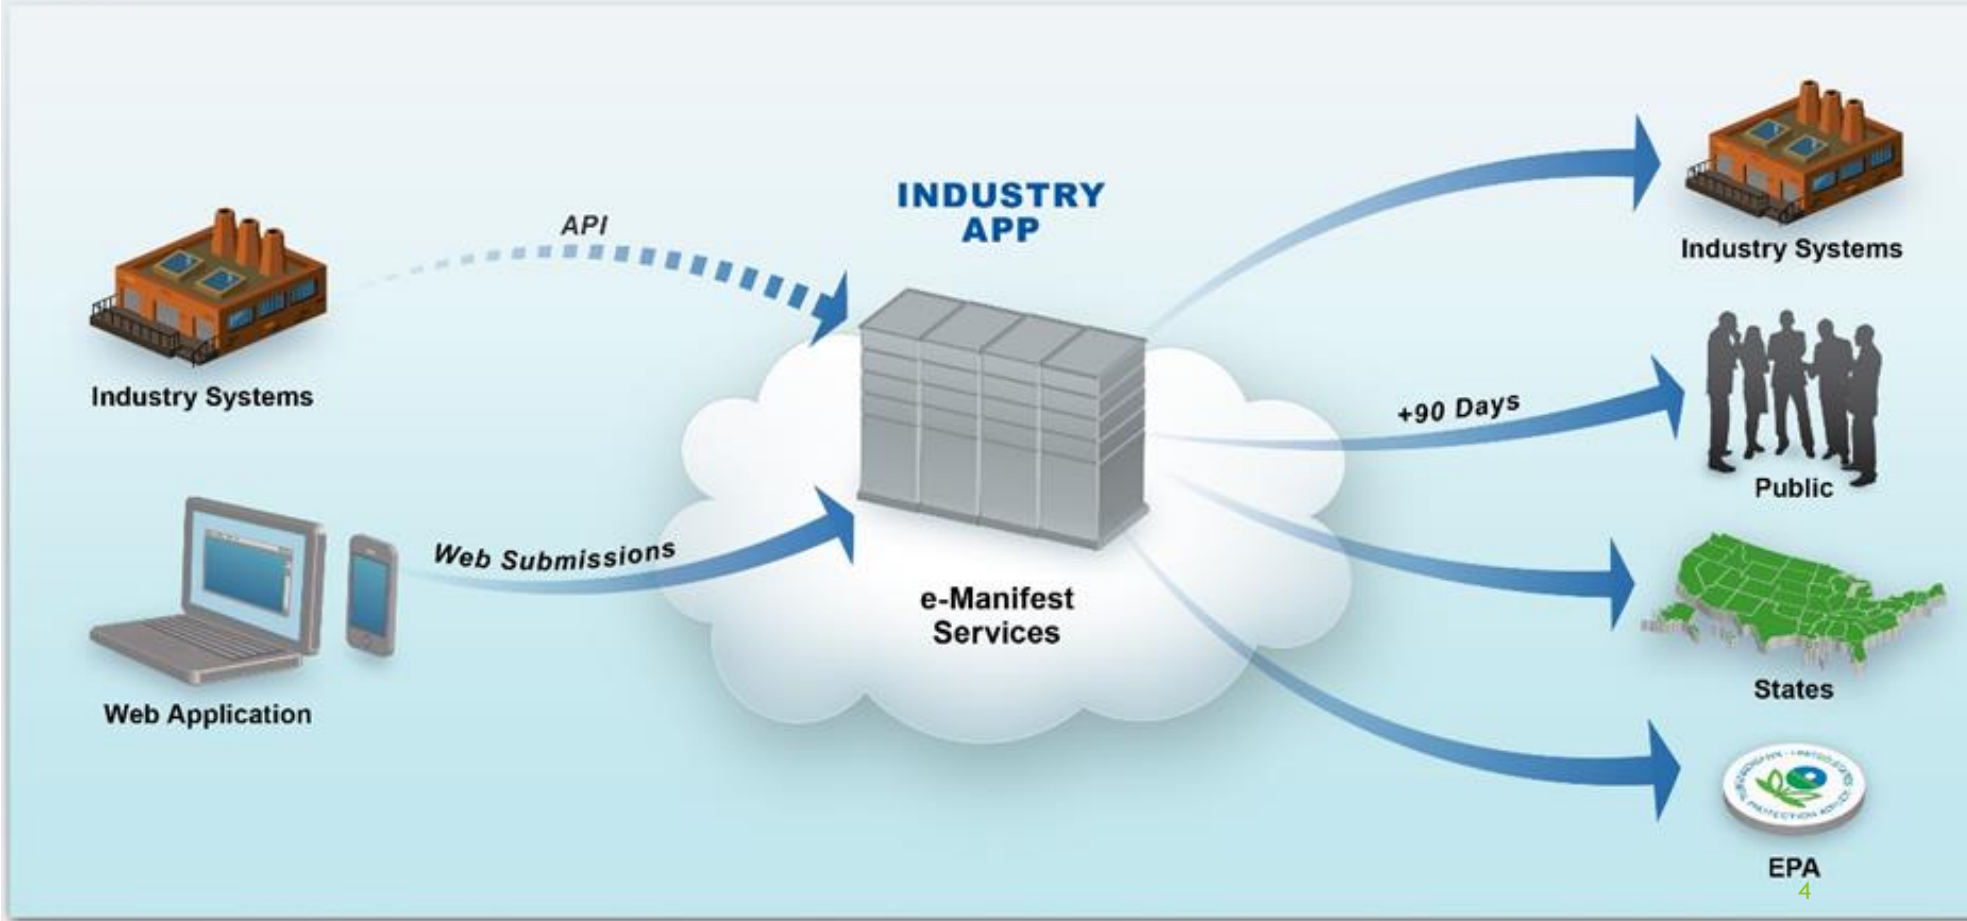 INDUSTRY
APP
API
Industry Systems
Web Submissions
Web Application
e-Manifest
Services
Industry Systems
+90 Days
Public
States
EPA
4